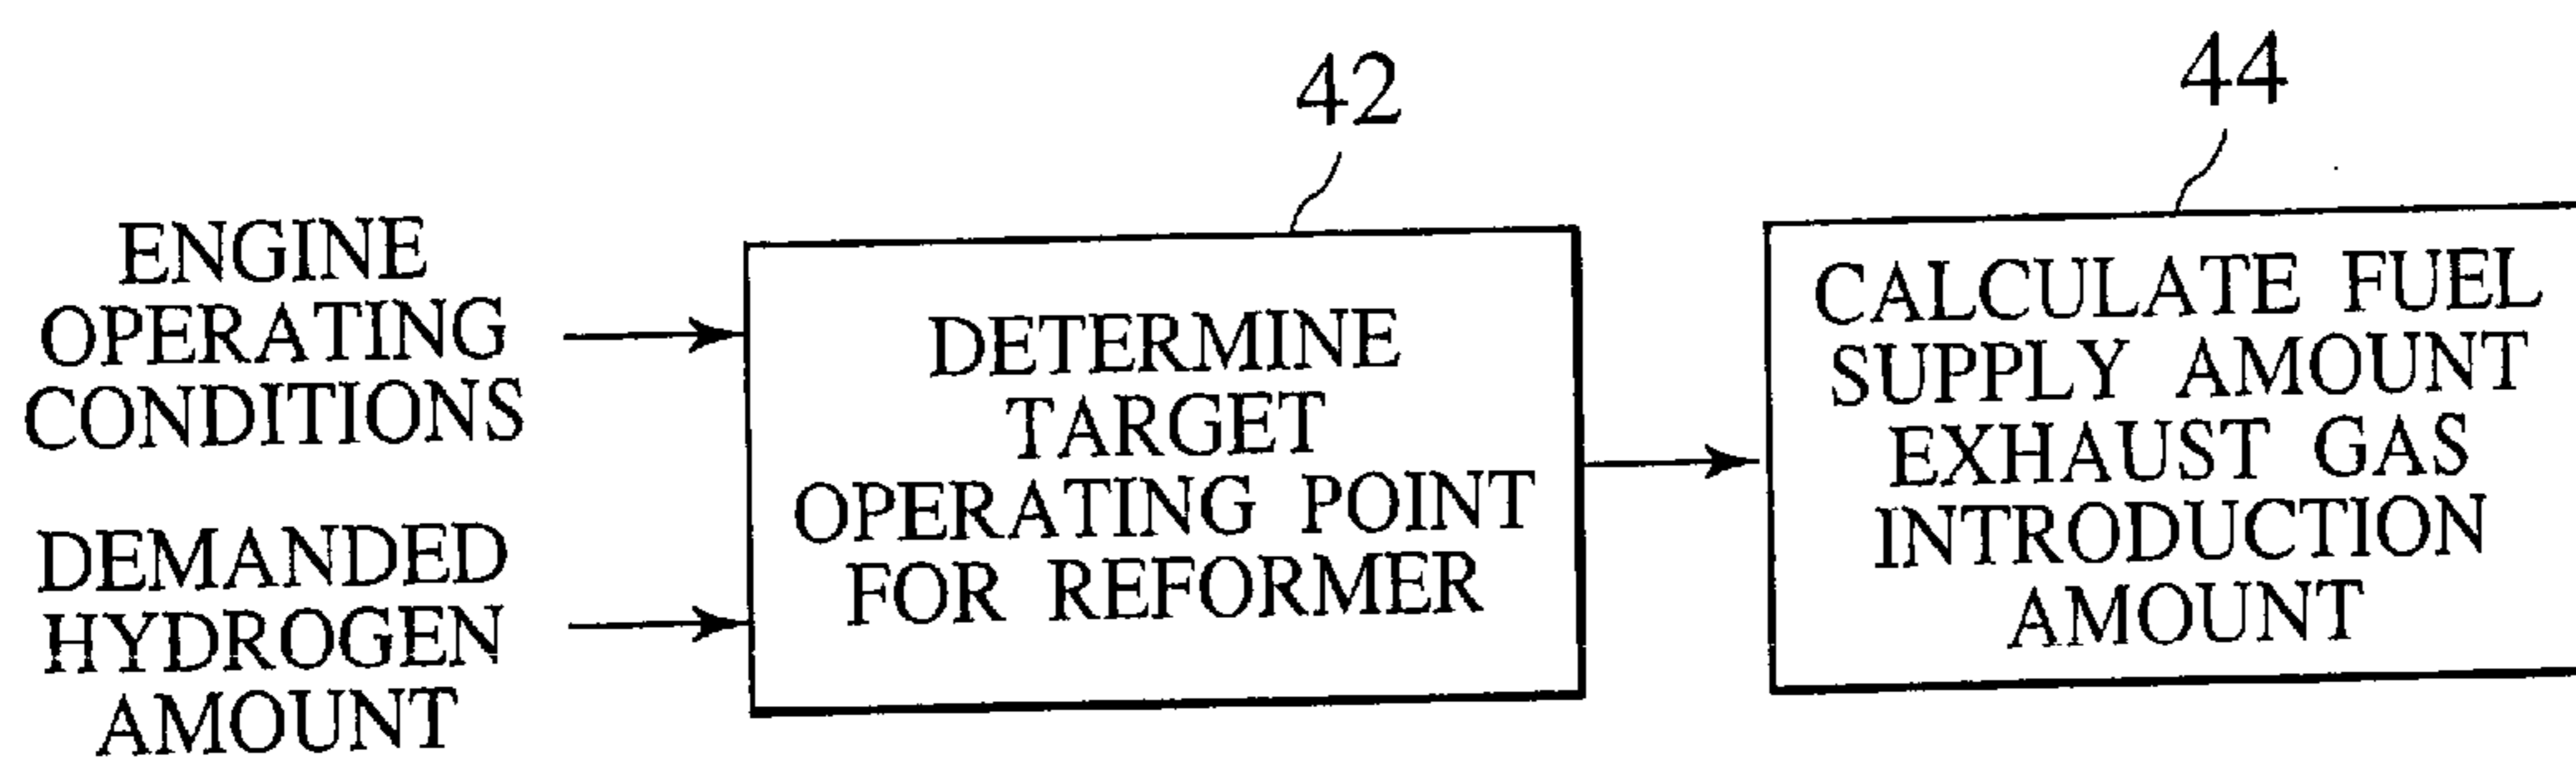 42
44
ENGINE
OPERATING
CONDITIONS
DEMANDED
HYDROGEN
AMOUNT
DETERMINE
TARGET
OPERATING POINT
FOR REFORMER
CALCULATE FUEL
SUPPLY AMOUNT
EXHAUST GAS
INTRODUCTION
AMOUNT